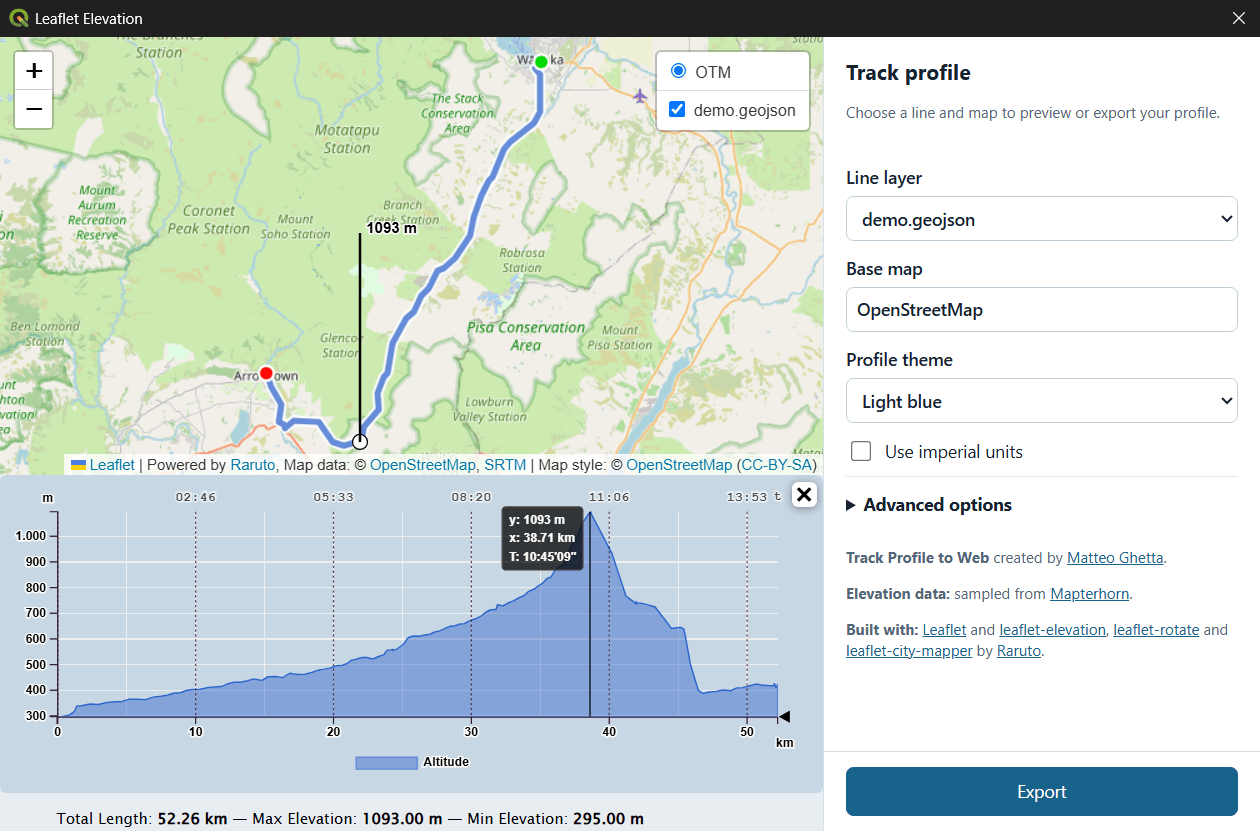 Leaflet Elevation
The Branches
Station
+
−
Wa ka
OTM
demo.geojson
The Stack
Conservation
Area
Motatapu
Station
Mount
Aurum
Recreation
Reserve
Coronet
Peak Station
Mount
Soho Station
Branch
Creek Station
1093 m
Robrosa
Station
Ben Lomond
Station
Glencoe
Station
Pisa Conservation
Area
Mount
Pisa Station
Arro town
Lowburn
Valley Station
Leaflet | Powered by Raruto, Map data: © OpenStreetMap, SRTM | Map style: © OpenStreetMap (CC-BY-SA)
m
02:46
05:33
08:20
11:06
13:53
t
y: 1093 m
x: 38.71 km
T: 10:45'09"
1,000
900
800
700
600
500
400
300
0
10
20
30
40
50
km
Altitude
Total Length: 52.26 km — Max Elevation: 1093.00 m — Min Elevation: 295.00 m
Track profile
Choose a line and map to preview or export your profile.
Line layer
demo.geojson
Base map
OpenStreetMap
Profile theme
Light blue
Use imperial units
Advanced options
Track Profile to Web created by Matteo Ghetta.
Elevation data: sampled from Mapterhorn.
Built with: Leaflet and leaflet-elevation, leaflet-rotate and
leaflet-city-mapper by Raruto.
Export